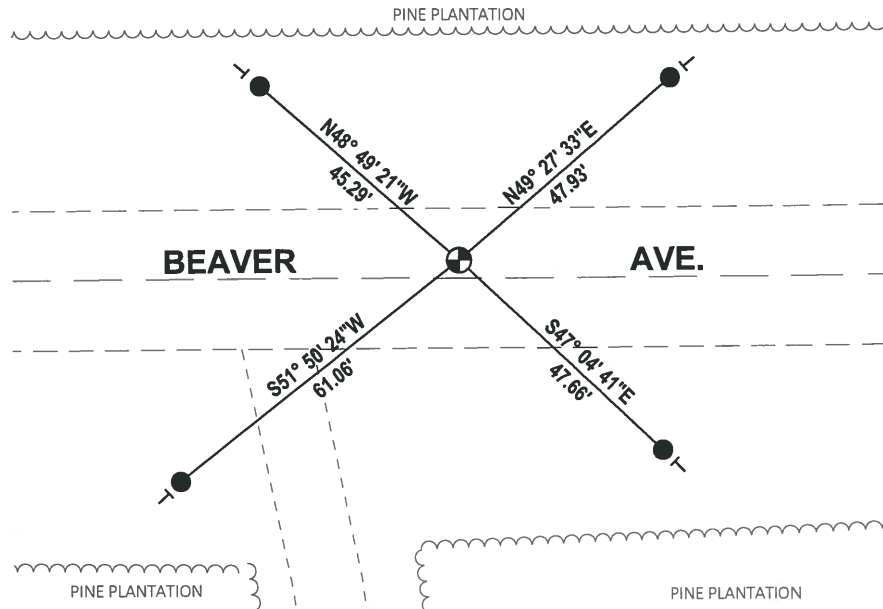 PINE PLANTATION
N48° 49' 21"W
45.29'
N49° 27' 33"E
47.93'
BEAVER AVE.
S51° 50' 24"W
61.06'
S47° 04' 41"E
47.66'
PINE PLANTATION
PINE PLANTATION